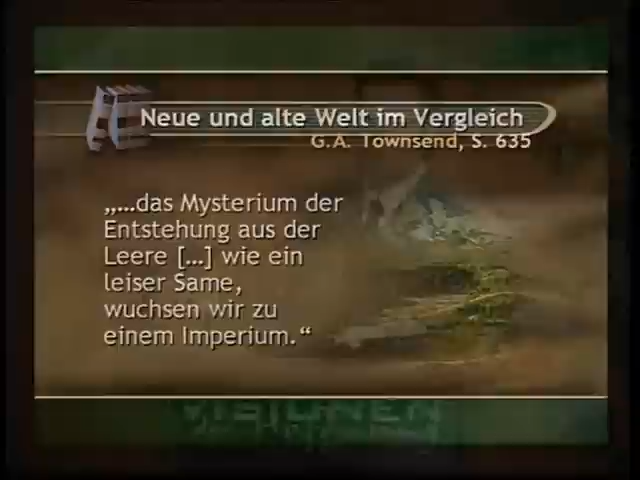 Neue und alte Welt im Vergleich
G.A. Townsend, S. 635
„...das Mysterium der
Entstehung aus der
Leere [...] wie ein
leiser Same,
wuchsen wir zu
einem Imperium.“
VISIONEN